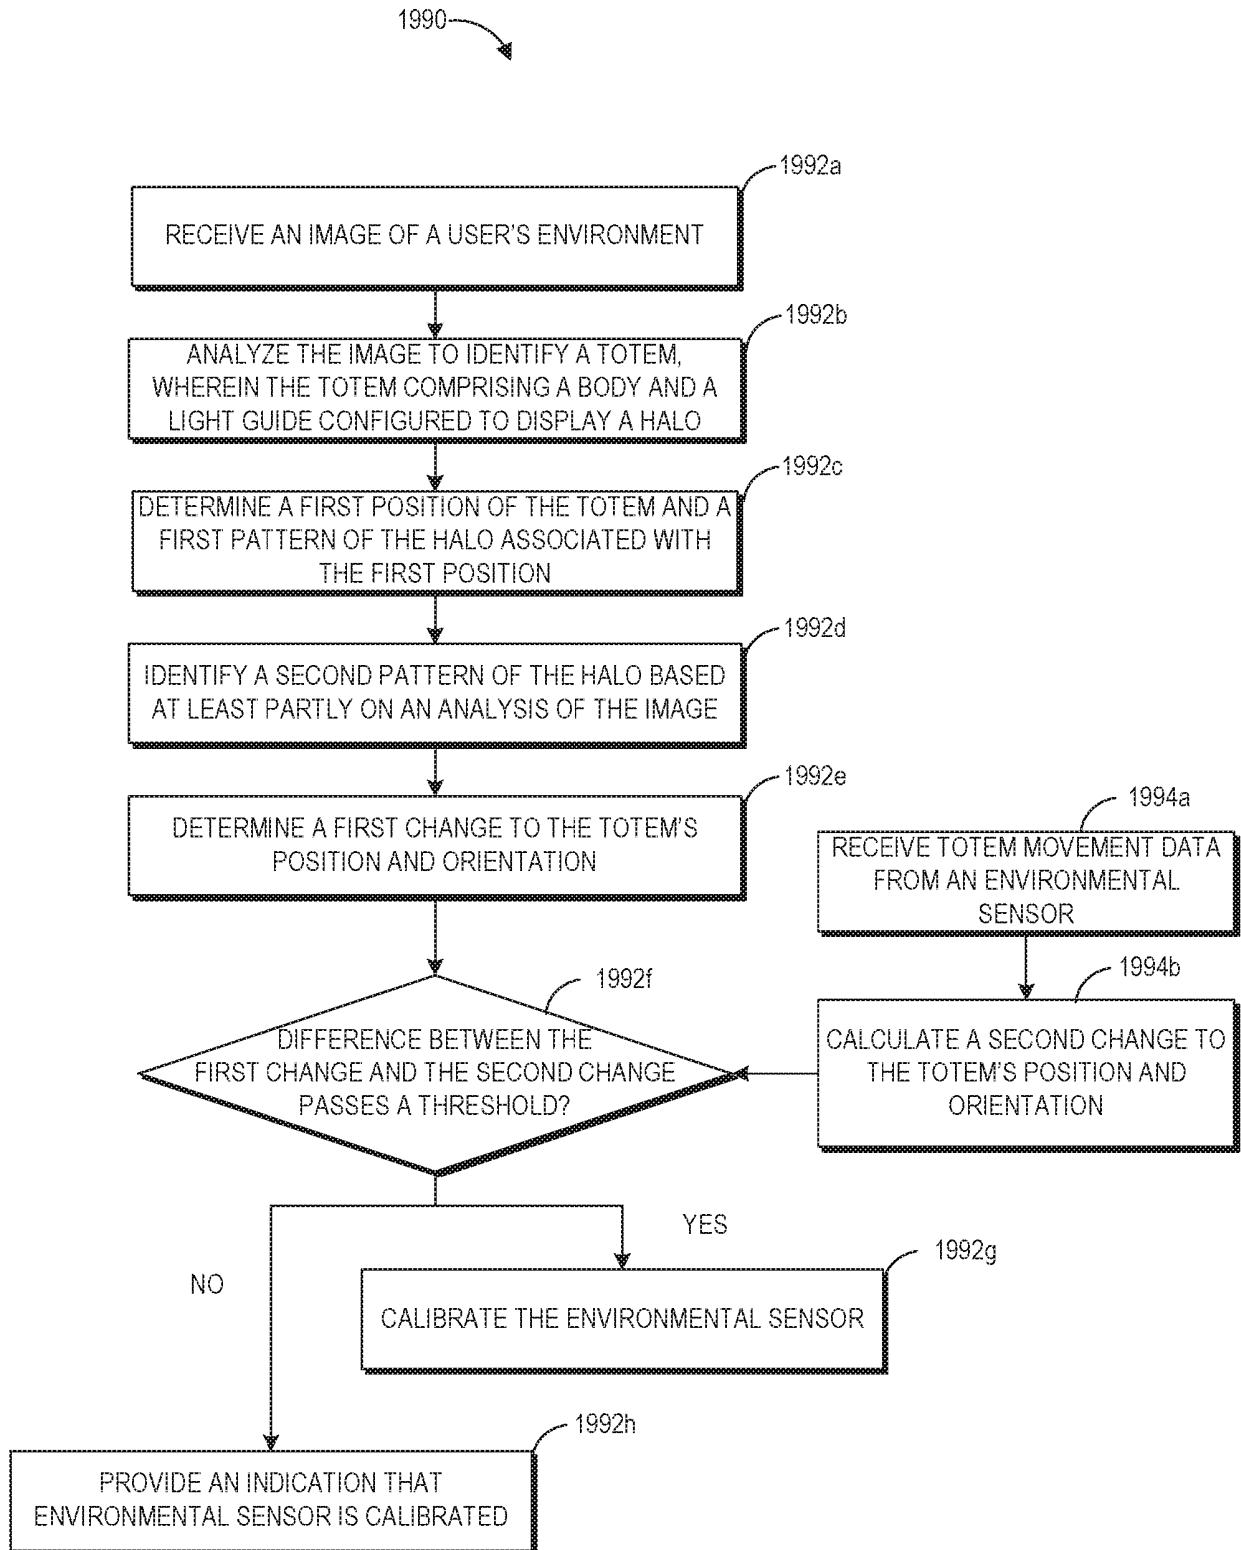 1990
1992a
RECEIVE AN IMAGE OF A USER'S ENVIRONMENT
1992b
ANALYZE THE IMAGE TO IDENTIFY A TOTEM,
WHEREIN THE TOTEM COMPRISING A BODY AND A
LIGHT GUIDE CONFIGURED TO DISPLAY A HALO
1992c
DETERMINE A FIRST POSITION OF THE TOTEM AND A
FIRST PATTERN OF THE HALO ASSOCIATED WITH
THE FIRST POSITION
1992d
IDENTIFY A SECOND PATTERN OF THE HALO BASED
AT LEAST PARTLY ON AN ANALYSIS OF THE IMAGE
1992e
DETERMINE A FIRST CHANGE TO THE TOTEM'S
POSITION AND ORIENTATION
1994a
RECEIVE TOTEM MOVEMENT DATA
FROM AN ENVIRONMENTAL
SENSOR
1994b
CALCULATE A SECOND CHANGE TO
THE TOTEM'S POSITION AND
ORIENTATION
1992f
DIFFERENCE BETWEEN THE
FIRST CHANGE AND THE SECOND CHANGE
PASSES A THRESHOLD?
YES
NO
1992g
CALIBRATE THE ENVIRONMENTAL SENSOR
1992h
PROVIDE AN INDICATION THAT
ENVIRONMENTAL SENSOR IS CALIBRATED